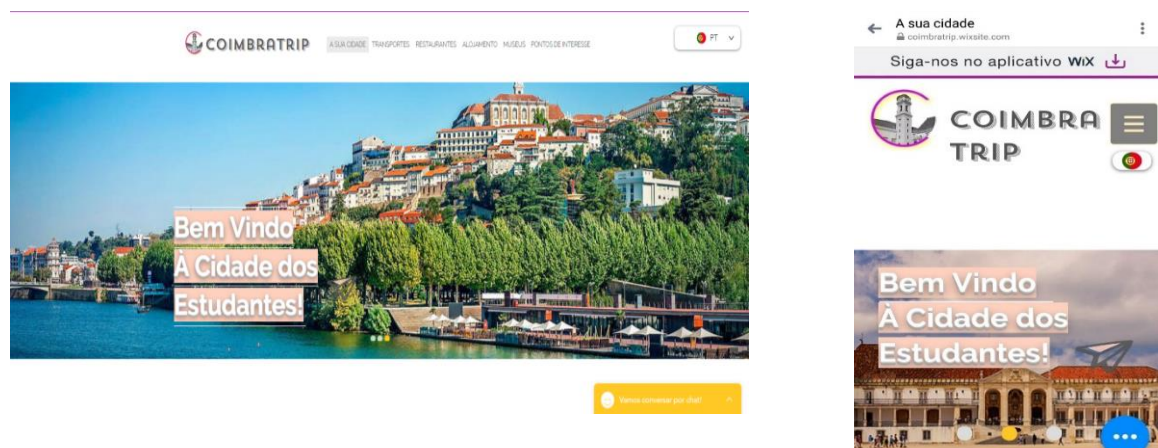 COIMBRATRIP
A SUA CIDADE TRANSPORTES RESTAURANTES ALOJAMENTO MUSEUS PONTOS DE INTERESSE
PT
Bem Vindo
À Cidade dos
Estudantes!
Vamos conversar por chat!
A sua cidade
coimbratrip.wixsite.com
Siga-nos no aplicativo WiX
COIMBRA
TRIP
Bem Vindo
À Cidade dos
Estudantes!